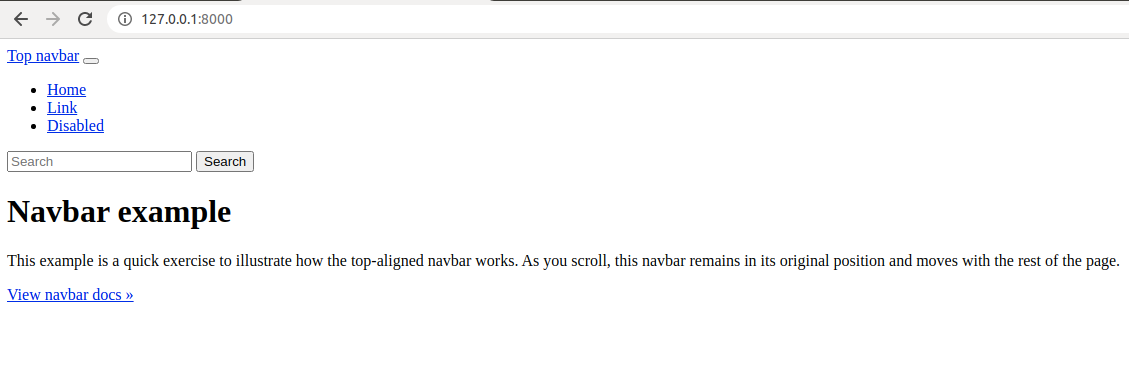 127.0.0.1:8000
Top navbar
Home
Link
Disabled
Search Search
Navbar example
This example is a quick exercise to illustrate how the top-aligned navbar works. As you scroll, this navbar remains in its original position and moves with the rest of the page.
View navbar docs »